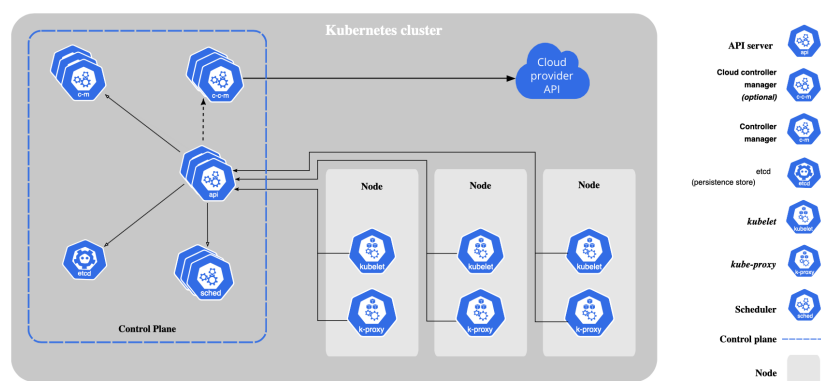 Kubernetes cluster
c-m
c-c-m
Cloud
provider
API
api
Node
Node
Node
etcd
sched
kubelet
kubelet
kubelet
k-proxy
k-proxy
k-proxy
Control Plane
API server
api
Cloud controller
manager
(optional)
c-c-m
Controller
manager
c-m
etcd
(persistence store)
etcd
kubelet
kubelet
kube-proxy
k-proxy
Scheduler
sched
Control plane
Node